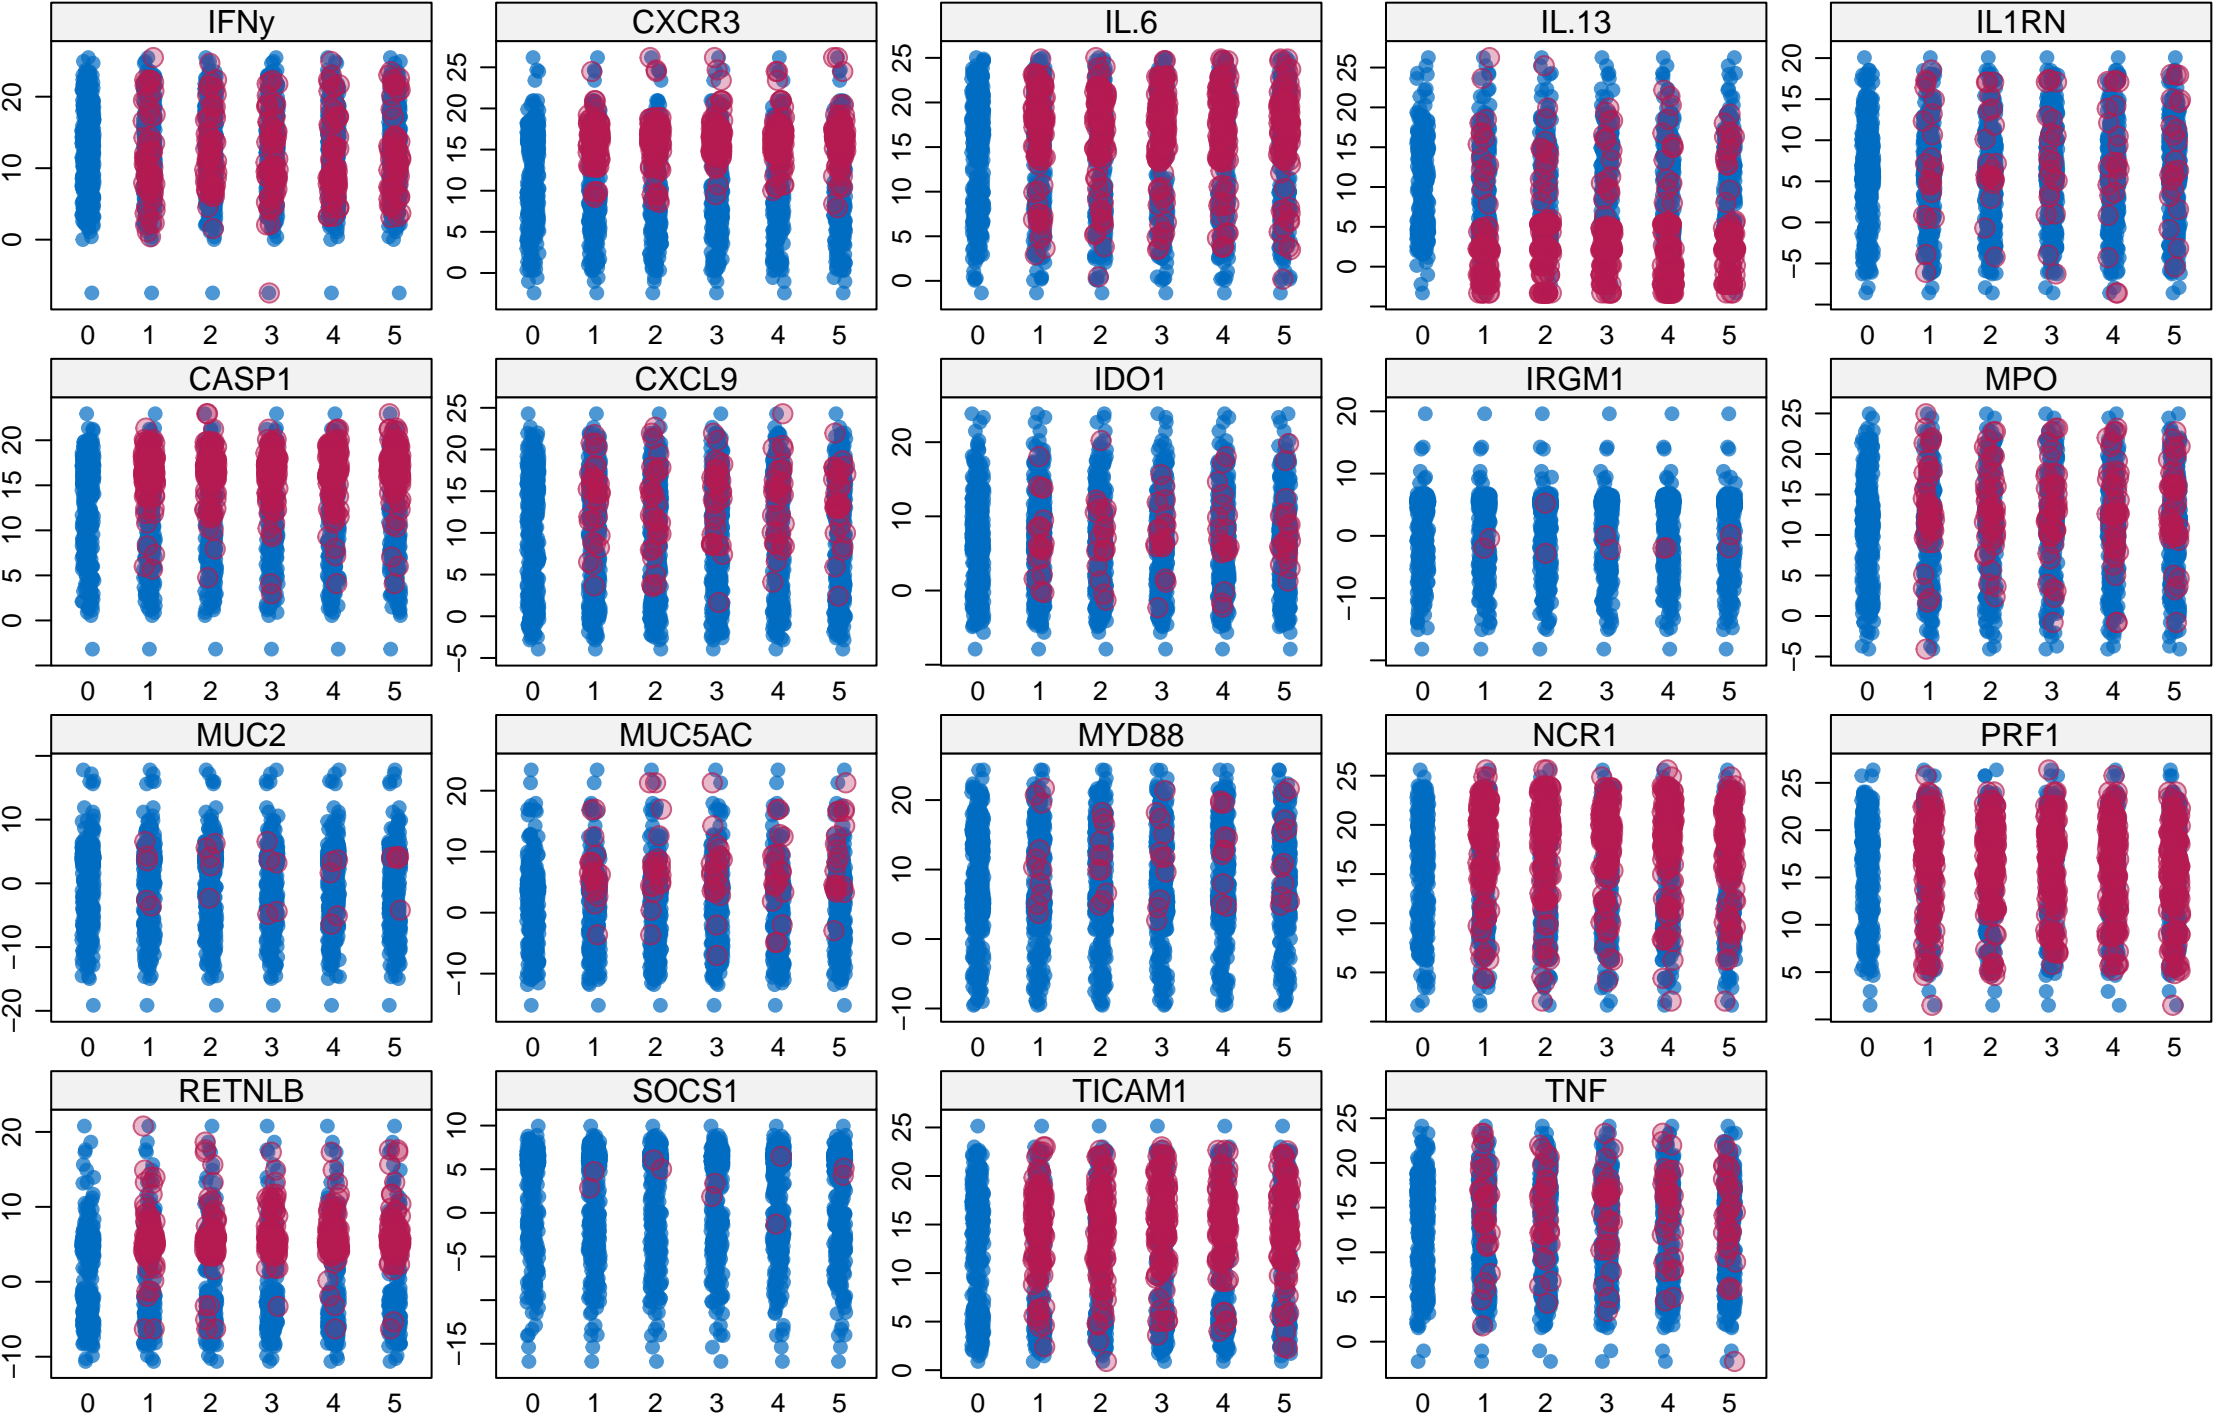 IFNy CXCR3 IL.6 IL.13 IL1RN
0 10 20
0 5 10 15 20 25
0 5 10 15 20 25
0 5 10 15 20 25
−5 0 5 10 15 20
0 1 2 3 4 5 0 1 2 3 4 5 0 1 2 3 4 5 0 1 2 3 4 5 0 1 2 3 4 5
CASP1 CXCL9 IDO1 IRGM1 MPO
0 5 10 15 20
−5 0 5 10 15 20 25
0 10 20
−10 0 10 20
−5 0 5 10 15 20 25
0 1 2 3 4 5 0 1 2 3 4 5 0 1 2 3 4 5 0 1 2 3 4 5 0 1 2 3 4 5
MUC2 MUC5AC MYD88 NCR1 PRF1
−20 −10 0 10
−10 0 10 20
−10 0 10 20
5 10 15 20 25
5 10 15 20 25
0 1 2 3 4 5 0 1 2 3 4 5 0 1 2 3 4 5 0 1 2 3 4 5 0 1 2 3 4 5
RETNLB SOCS1 TICAM1 TNF
−10 0 10 20
−15 −5 0 5 10
0 5 10 15 20 25
0 5 10 15 20 25
0 1 2 3 4 5 0 1 2 3 4 5 0 1 2 3 4 5 0 1 2 3 4 5